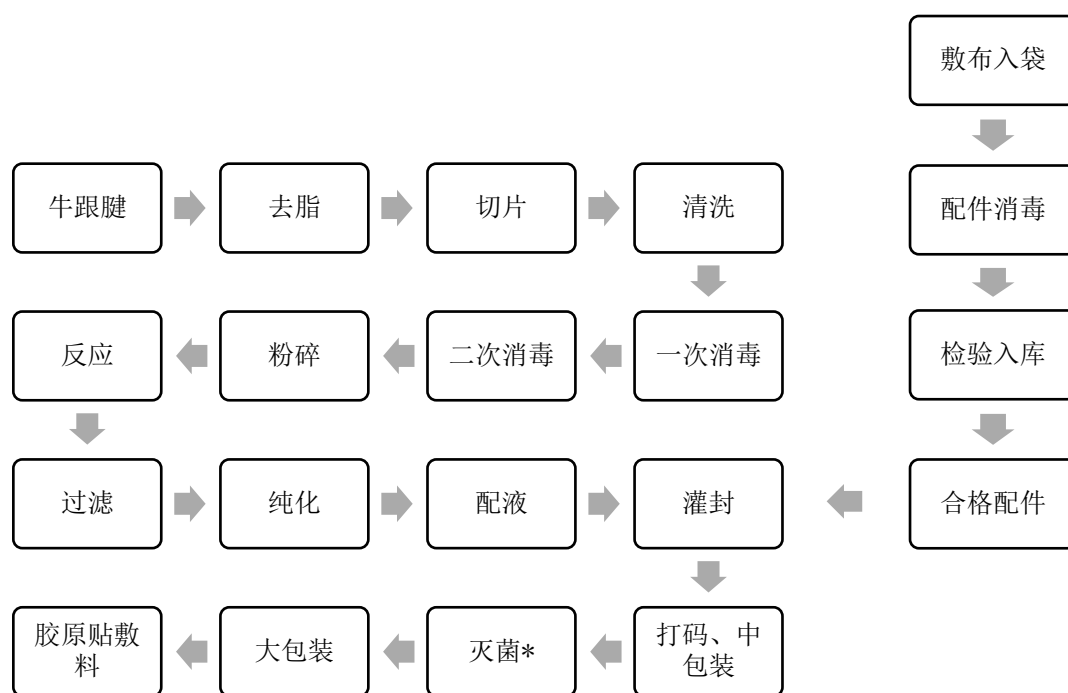 敷布入袋
牛跟腱
去脂
切片
清洗
配件消毒
反应
粉碎
二次消毒
一次消毒
检验入库
过滤
纯化
配液
灌封
合格配件
胶原贴敷
料
大包装
灭菌*
打码、中
包装